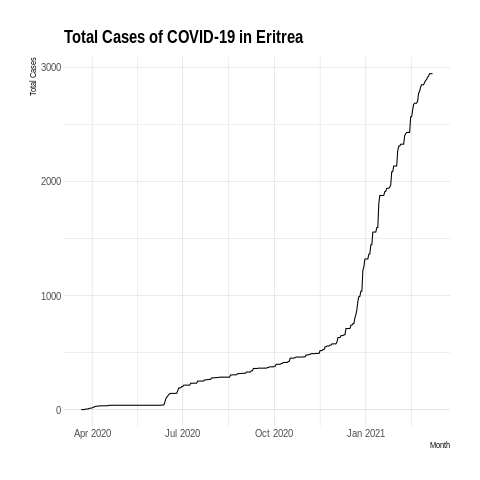 Total Cases of COVID-19 in Eritrea
Total Cases
3000
2000
1000
0
Apr 2020 Jul 2020 Oct 2020 Jan 2021
Month